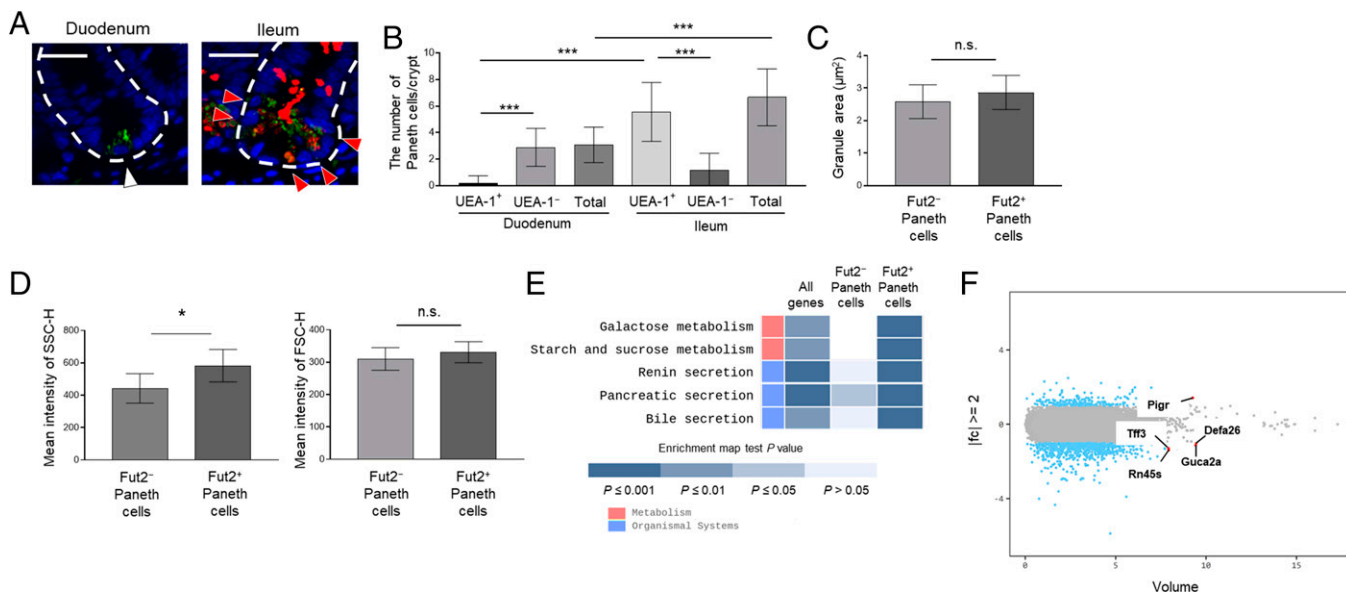 A
Duodenum
Ileum
B
The number of
Paneth cells/crypt
10
8
6
4
2
0
***
***
***
***
UEA-1⁺ UEA-1⁻ Total UEA-1⁺ UEA-1⁻ Total
Duodenum Ileum
C
Granule area (μm²)
5
4
3
2
1
0
n.s.
Fut2⁻ Fut2⁺
Paneth Paneth
cells cells
D
Mean intensity of SSC-H
800
600
400
200
0
*
Fut2⁻ Fut2⁺
Paneth Paneth
cells cells
Mean intensity of FSC-H
400
300
200
100
0
n.s.
Fut2⁻ Fut2⁺
Paneth Paneth
cells cells
E
All genes
Fut2⁻ Paneth cells
Fut2⁺ Paneth cells
Galactose metabolism
Starch and sucrose metabolism
Renin secretion
Pancreatic secretion
Bile secretion
Enrichment map test P value
P ≤ 0.001 P ≤ 0.01 P ≤ 0.05 P > 0.05
Metabolism
Organismal Systems
F
|fc| >= 2
4
0
-4
Pigr
Tff3
Defa26
Rn45s
Guca2a
0 5 10 15
Volume